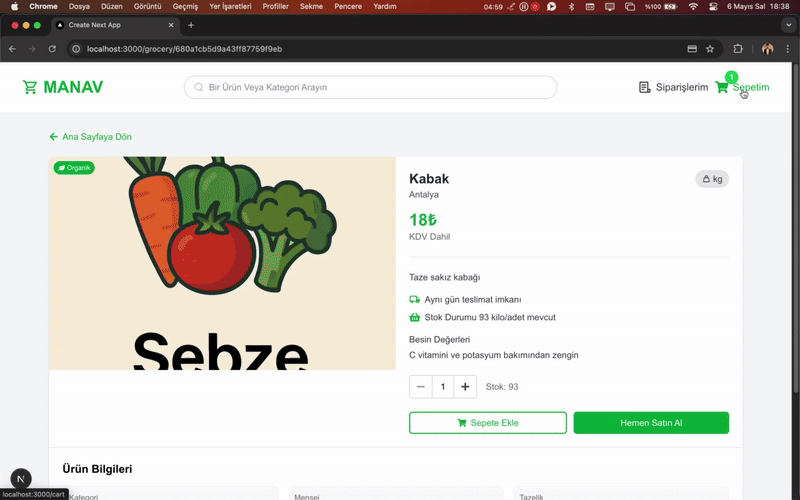 Chrome Dosya Düzen Görüntü Geçmiş Yer İşaretleri Profiller Sekme Pencere Yardım 04:59 %100 6 Mayıs Sal 18:38
Create Next App
localhost:3000/grocery/680a1cb5d9a43ff87759f9eb
MANAV
Bir Ürün Veya Kategori Arayın
Siparişlerim
1
Sepetim
Ana Sayfaya Dön
Organik
Sebze
Kabak
kg
Antalya
18₺
KDV Dahil
Taze sakız kabağı
Aynı gün teslimat imkanı
Stok Durumu 93 kilo/adet mevcut
Besin Değerleri
C vitamini ve potasyum bakımından zengin
1
Stok: 93
Sepete Ekle
Hemen Satın Al
Ürün Bilgileri
Kategori
Menşei
Tazelik
N
localhost:3000/cart